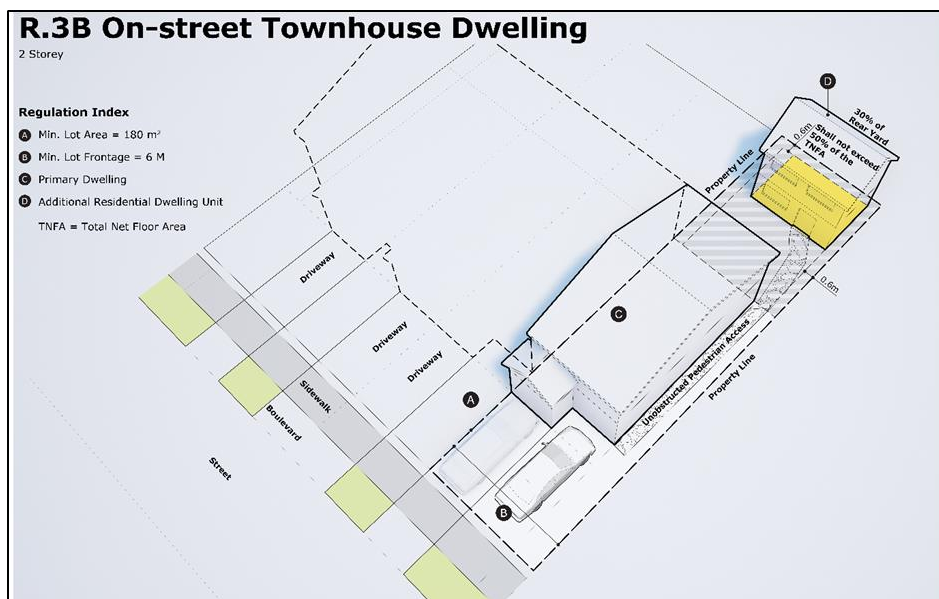 R.3B On-street Townhouse Dwelling
2 Storey
Regulation Index
A Min. Lot Area = 180 m²
B Min. Lot Frontage = 6 M
C Primary Dwelling
D Additional Residential Dwelling Unit
TNFA = Total Net Floor Area
D
30% of
Rear Yard
0.6m
Shall not exceed
50% of the
TNFA
Property Line
0.6m
C
Driveway
Driveway
Driveway
Unobstructed Pedestrian Access
Property Line
A
B
Sidewalk
Boulevard
Street